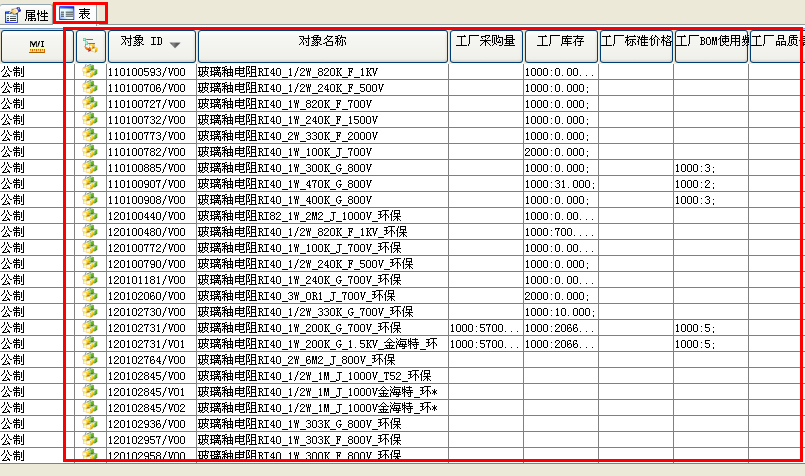 属性 表
M/I 对象 ID 对象名称 工厂采购量 工厂库存 工厂标准价格 工厂BOM使用频 工厂品质
公制 110100593/V00 玻璃釉电阻RI40_1/2W_820K_F_1KV 1000:0.00...
公制 110100706/V00 玻璃釉电阻RI40_1/2W_240K_F_500V 1000:0.000;
公制 110100727/V00 玻璃釉电阻RI40_1W_820K_F_700V 1000:0.000;
公制 110100732/V00 玻璃釉电阻RI40_1W_240K_F_1500V 1000:0.000;
公制 110100773/V00 玻璃釉电阻RI40_2W_330K_F_2000V 1000:0.000;
公制 110100782/V00 玻璃釉电阻RI40_1W_100K_J_700V 2000:0.000;
公制 110100885/V00 玻璃釉电阻RI40_1W_300K_G_800V 1000:0.000; 1000:3;
公制 110100907/V00 玻璃釉电阻RI40_1W_470K_G_800V 1000:31.000; 1000:2;
公制 110100908/V00 玻璃釉电阻RI40_1W_400K_G_800V 1000:0.000; 1000:3;
公制 120100440/V00 玻璃釉电阻RI82_1W_2M2_J_1000V_环保 1000:0.00...
公制 120100480/V00 玻璃釉电阻RI40_1/2W_820K_F_1KV_环保 1000:700....
公制 120100772/V00 玻璃釉电阻RI40_1W_100K_J_700V_环保 1000:0.00...
公制 120100790/V00 玻璃釉电阻RI40_1/2W_240K_F_500V_环保 1000:0.000;
公制 120101181/V00 玻璃釉电阻RI40_1W_240K_G_700V_环保 1000:0.00...
公制 120102060/V00 玻璃釉电阻RI40_3W_0R1_J_700V_环保 2000:0.000;
公制 120102730/V00 玻璃釉电阻RI40_1/2W_330K_G_700V_环保 1000:10.000;
公制 120102731/V00 玻璃釉电阻RI40_1W_200K_G_700V_环保 1000:5700... 1000:2066... 1000:5;
公制 120102731/V01 玻璃釉电阻RI40_1W_200K_G_1.5KV_金海特_环 1000:5700... 1000:2066... 1000:5;
公制 120102764/V00 玻璃釉电阻RI40_2W_6M2_J_800V_环保
公制 120102845/V00 玻璃釉电阻RI40_1/2W_1M_J_1000V_T52_环保
公制 120102845/V01 玻璃釉电阻RI40_1/2W_1M_J_1000V金海特_环*
公制 120102845/V02 玻璃釉电阻RI40_1/2W_1M_J_1000V金海特_环*
公制 120102936/V00 玻璃釉电阻RI40_1W_303K_G_800V_环保
公制 120102957/V00 玻璃釉电阻RI40_1W_303K_F_800V_环保
公制 120102958/V00 玻璃釉电阻RI40_1W_300K_F_800V_环保